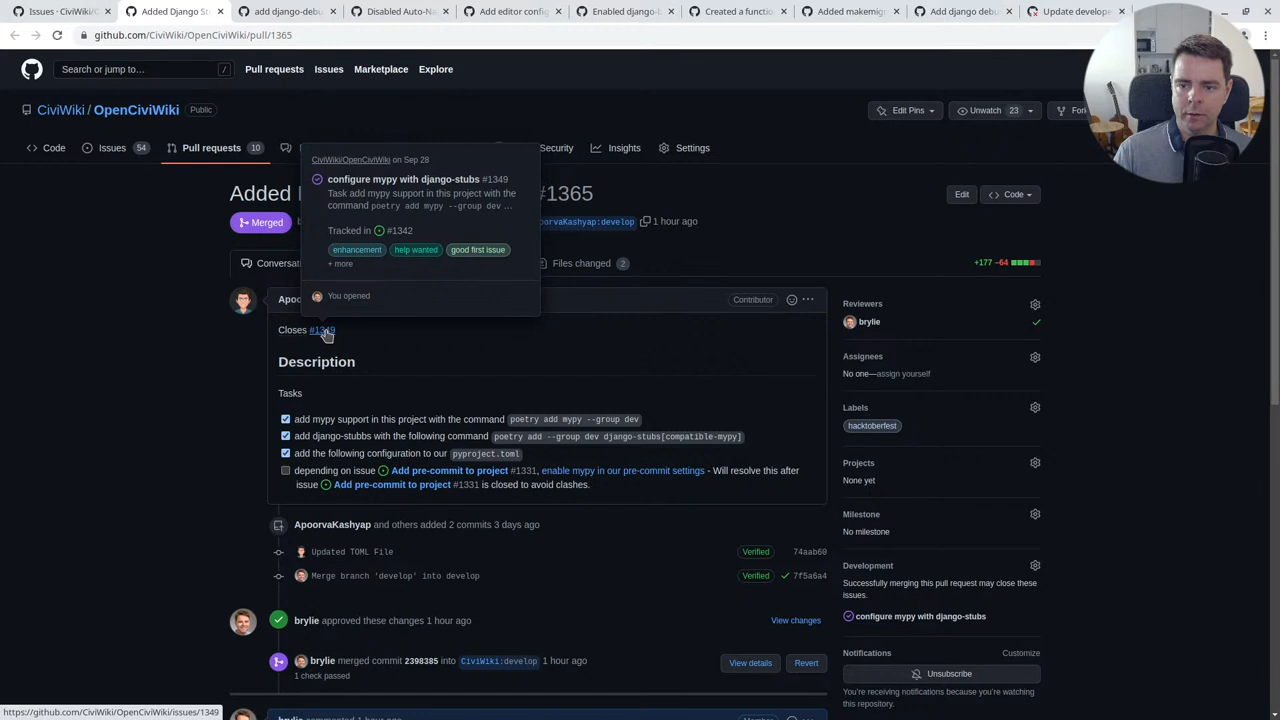 Issues · CiviWiki/O
Added Django St
add django-debu
Disabled Auto-Na
Add editor config
Enabled django-b
Created a function
Added makemigra
Add django debu
Update develope
github.com/CiviWiki/OpenCiviWiki/pull/1365
Search or jump to...
/
Pull requests
Issues
Marketplace
Explore
CiviWiki / OpenCiviWiki
Public
Edit Pins
Unwatch 23
Fork
Code
Issues 54
Pull requests 10
Security
Insights
Settings
CiviWiki/OpenCiviWiki on Sep 28
configure mypy with django-stubs #1349
Task add mypy support in this project with the
command poetry add mypy --group dev …
Tracked in #1342
enhancement
help wanted
good first issue
+ more
You opened
Added
#1365
Edit
Code
Merged
oorvaKashyap:develop
1 hour ago
Conversa
Files changed 2
+177 −64
Apoo
Contributor
Closes #1349
Description
Tasks
add mypy support in this project with the command poetry add mypy --group dev
add django-stubbs with the following command poetry add --group dev django-stubs[compatible-mypy]
add the following configuration to our pyproject.toml
depending on issue Add pre-commit to project #1331, enable mypy in our pre-commit settings - Will resolve this after
issue Add pre-commit to project #1331 is closed to avoid clashes.
ApoorvaKashyap and others added 2 commits 3 days ago
Updated TOML File
Verified
74aab60
Merge branch 'develop' into develop
Verified
7f5a6a4
brylie approved these changes 1 hour ago
View changes
brylie merged commit 2398385 into CiviWiki:develop 1 hour ago
1 check passed
View details
Revert
Reviewers
brylie
Assignees
No one—assign yourself
Labels
hacktoberfest
Projects
None yet
Milestone
No milestone
Development
Successfully merging this pull request may close these
issues.
configure mypy with django-stubs
Notifications
Customize
Unsubscribe
You're receiving notifications because you're watching
this repository.
https://github.com/CiviWiki/OpenCiviWiki/issues/1349